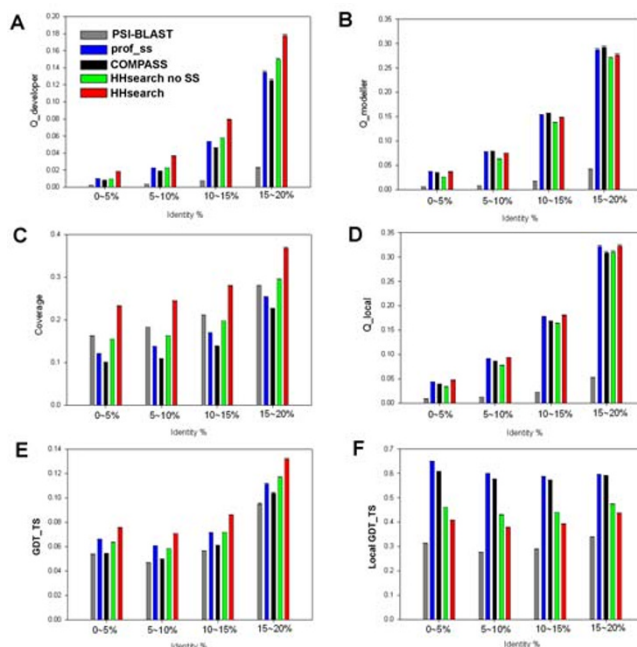 A
PSI-BLAST
prof_ss
COMPASS
HHsearch no SS
HHsearch
Q_developer
0.18
0.16
0.14
0.12
0.10
0.08
0.06
0.04
0.02
0.00
0~5% 5~10% 10~15% 15~20%
Identity %
B
Q_modeller
0.35
0.30
0.25
0.20
0.15
0.10
0.05
0.00
0~5% 5~10% 10~15% 15~20%
Identity %
C
Coverage
0.4
0.3
0.2
0.1
0.0
0~5% 5~10% 10~15% 15~20%
Identity %
D
Q_local
0.35
0.30
0.25
0.20
0.15
0.10
0.05
0.00
0~5% 5~10% 10~15% 15~20%
Identity %
E
GDT_TS
0.14
0.12
0.10
0.08
0.06
0.04
0.02
0.00
0~5% 5~10% 10~15% 15~20%
Identity %
F
Local GDT_TS
0.7
0.6
0.5
0.4
0.3
0.2
0.1
0.0
0~5% 5~10% 10~15% 15~20%
Identity %